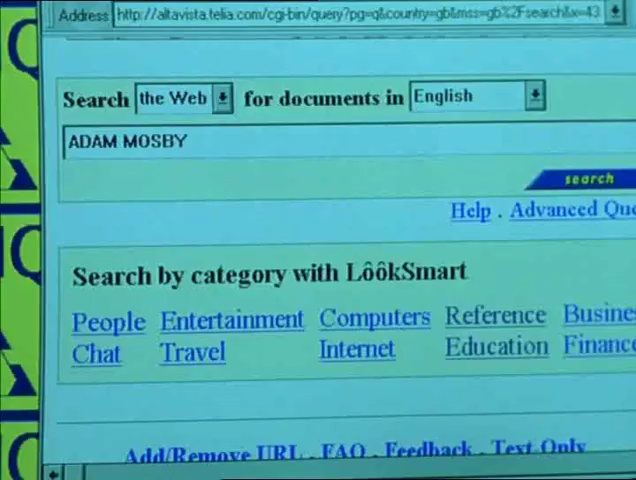 Address http://altavista.telia.com/cgi-bin/query?pg=q&country=gb&mss=gb%2Fsearch&x=43
Search the Web for documents in English
ADAM MOSBY
search
Help . Advanced Que
Search by category with LôôkSmart
People Entertainment Computers Reference Busine
Chat Travel Internet Education Finance
Add/Remove URL . FAQ . Feedback . Text Only